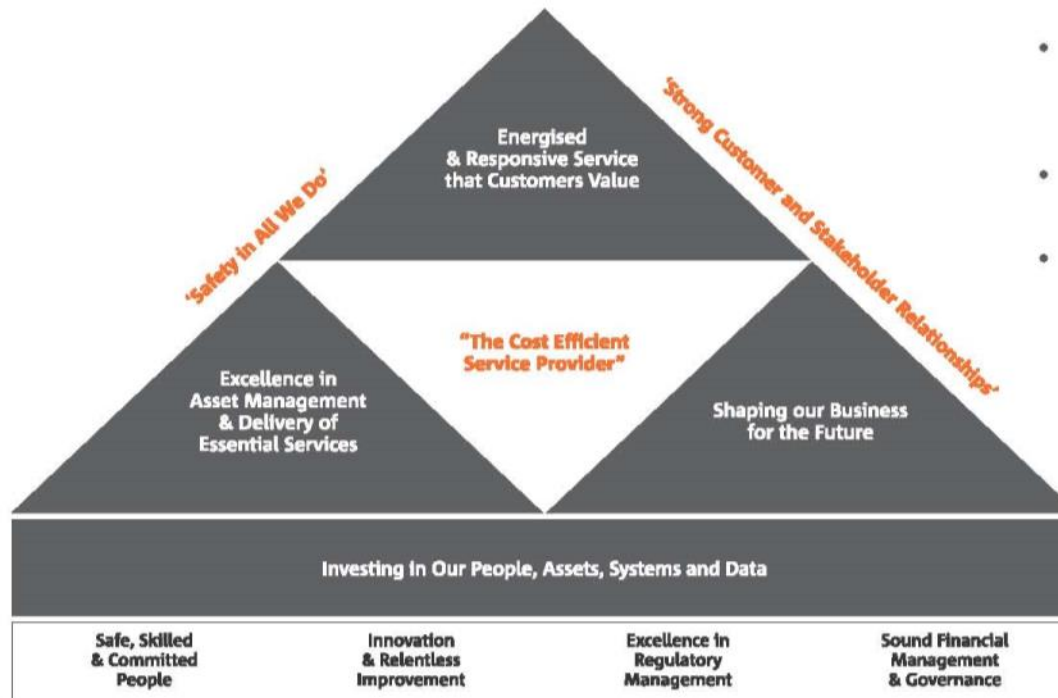 Energised
& Responsive Service
that Customers Value
'Safety in All We Do'
'Strong Customer and Stakeholder Relationships'
"The Cost Efficient
Service Provider"
Excellence in
Asset Management
& Delivery of
Essential Services
Shaping our Business
for the Future
Investing in Our People, Assets, Systems and Data
Safe, Skilled
& Committed
People
Innovation
& Relentless
Improvement
Excellence in
Regulatory
Management
Sound Financial
Management
& Governance